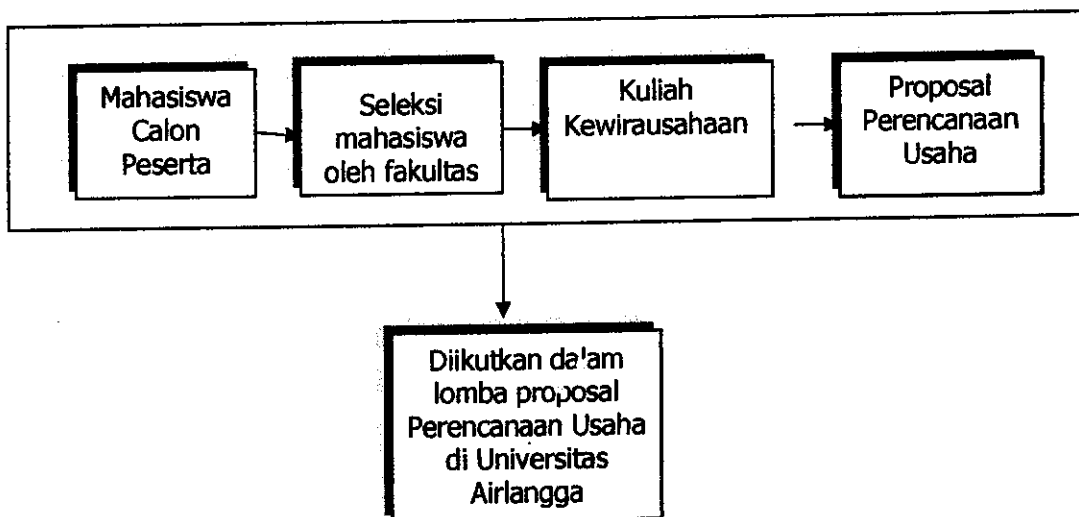 Mahasiswa
Calon
Peserta
Seleksi
mahasiswa
oleh fakultas
Kuliah
Kewirausahaan
Proposal
Perencanaan
Usaha
Diikutkan dalam
lomba proposal
Perencanaan Usaha
di Universitas
Airlangga